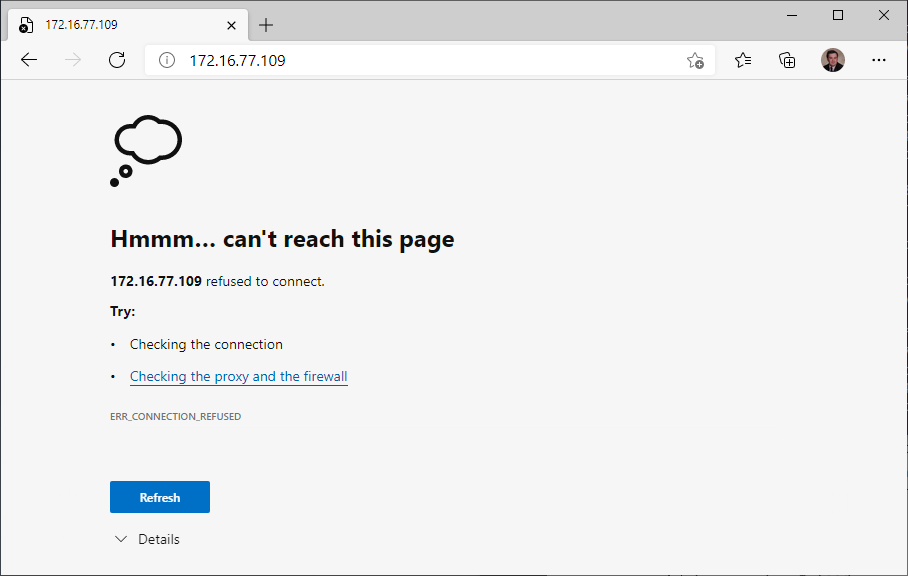 172.16.77.109
172.16.77.109
Hmmm… can't reach this page
172.16.77.109 refused to connect.
Try:
• Checking the connection
• Checking the proxy and the firewall
ERR_CONNECTION_REFUSED
Refresh
Details